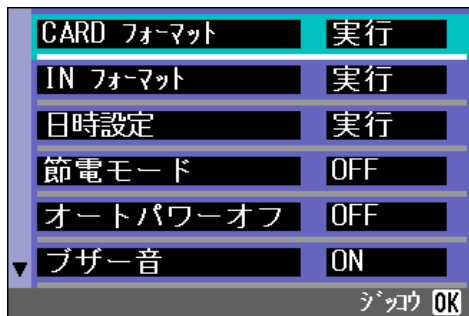 CARD フォーマット 実行
IN フォーマット 実行
日時設定 実行
節電モード OFF
オートパワーオフ OFF
ブザー音 ON
ジッコウ OK